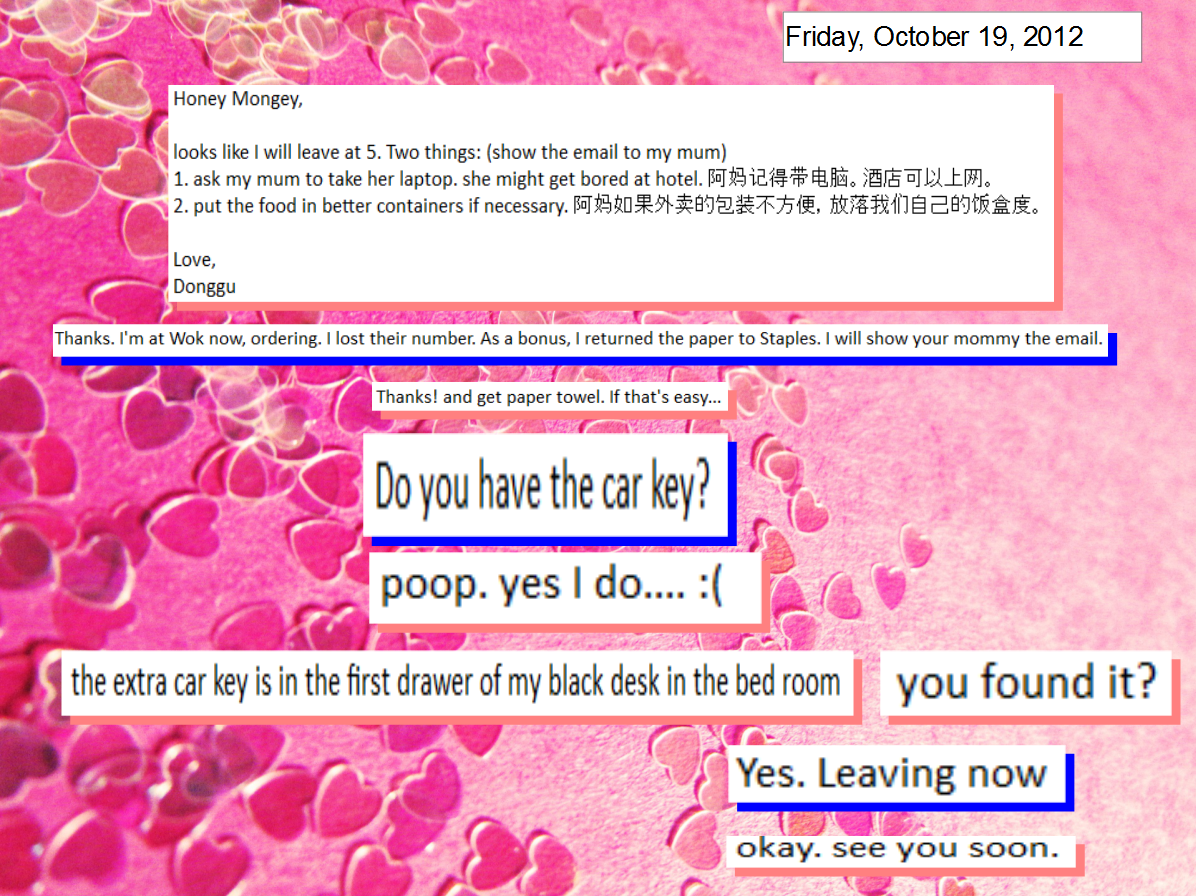 Friday, October 19, 2012
Honey Mongey,
looks like I will leave at 5. Two things: (show the email to my mum)
1. ask my mum to take her laptop. she might get bored at hotel. 阿妈记得带电脑。酒店可以上网。
2. put the food in better containers if necessary. 阿妈如果外卖的包装不方便, 放落我们自己的饭盒度。
Love,
Donggu
Thanks. I'm at Wok now, ordering. I lost their number. As a bonus, I returned the paper to Staples. I will show your mommy the email.
Thanks! and get paper towel. If that's easy...
Do you have the car key?
poop. yes I do.... :(
the extra car key is in the first drawer of my black desk in the bed room
you found it?
Yes. Leaving now
okay. see you soon.